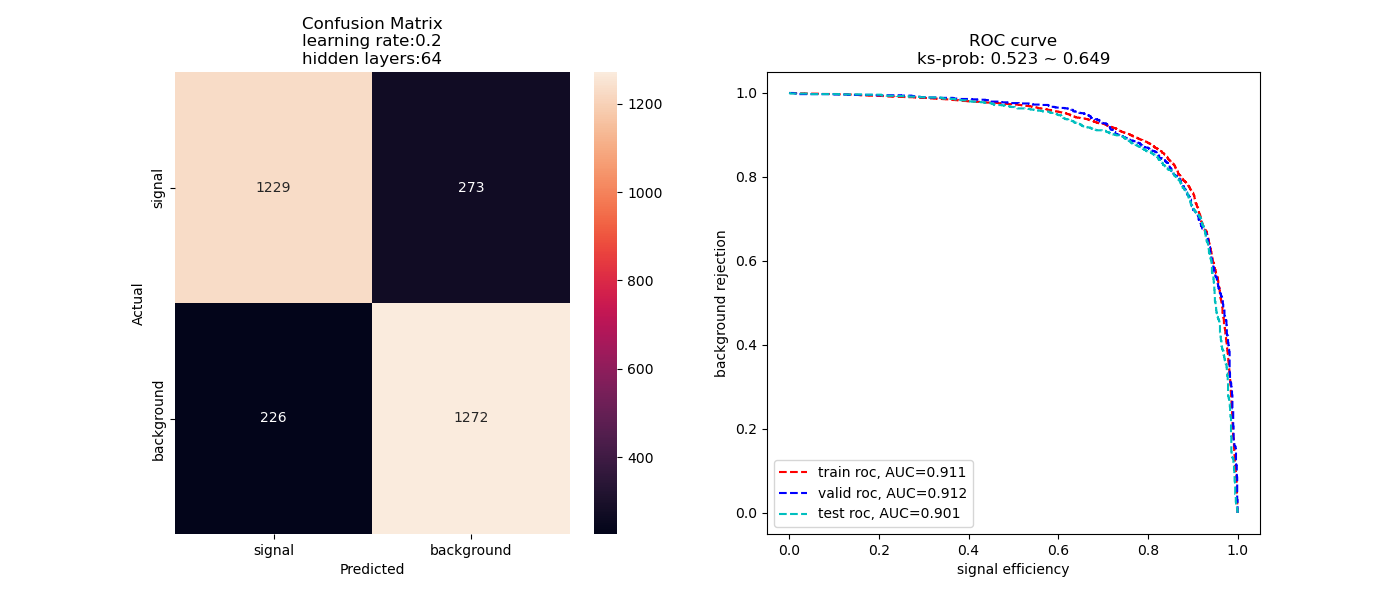 Confusion Matrix
learning rate:0.2
hidden layers:64
signal
background
Actual
1229
273
226
1272
signal
background
Predicted
1200
1000
800
600
400
ROC curve
ks-prob: 0.523 ~ 0.649
background rejection
1.0
0.8
0.6
0.4
0.2
0.0
train roc, AUC=0.911
valid roc, AUC=0.912
test roc, AUC=0.901
0.0
0.2
0.4
0.6
0.8
1.0
signal efficiency